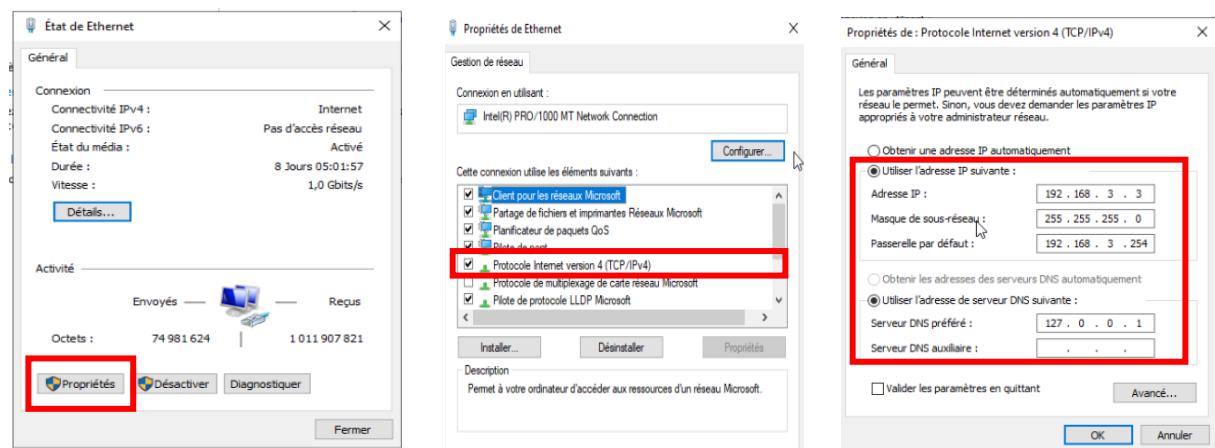 État de Ethernet
Général
Connexion
Connectivité IPv4 : Internet
Connectivité IPv6 : Pas d'accès réseau
État du média : Activé
Durée : 8 Jours 05:01:57
Vitesse : 1,0 Gbits/s
Détails...
Activité
Envoyés Reçus
Octets : 74 981 624 1 011 907 821
Propriétés Désactiver Diagnostiquer
Fermer
Propriétés de Ethernet
Gestion de réseau
Connexion en utilisant :
Intel(R) PRO/1000 MT Network Connection
Configurer...
Cette connexion utilise les éléments suivants :
Client pour les réseaux Microsoft
Partage de fichiers et imprimantes Réseaux Microsoft
Planificateur de paquets QoS
Pilote de pont
Protocole Internet version 4 (TCP/IPv4)
Protocole de multiplexage de carte réseau Microsoft
Pilote de protocole LLDP Microsoft
Installer... Désinstaller Propriétés
Description
Permet à votre ordinateur d'accéder aux ressources d'un réseau Microsoft.
Propriétés de : Protocole Internet version 4 (TCP/IPv4)
Général
Les paramètres IP peuvent être déterminés automatiquement si votre
réseau le permet. Sinon, vous devez demander les paramètres IP
appropriés à votre administrateur réseau.
Obtenir une adresse IP automatiquement
Utiliser l'adresse IP suivante :
Adresse IP : 192 . 168 . 3 . 3
Masque de sous-réseau : 255 . 255 . 255 . 0
Passerelle par défaut : 192 . 168 . 3 . 254
Obtenir les adresses des serveurs DNS automatiquement
Utiliser l'adresse de serveur DNS suivante :
Serveur DNS préféré : 127 . 0 . 0 . 1
Serveur DNS auxiliaire : . . .
Valider les paramètres en quittant
Avancé...
OK Annuler